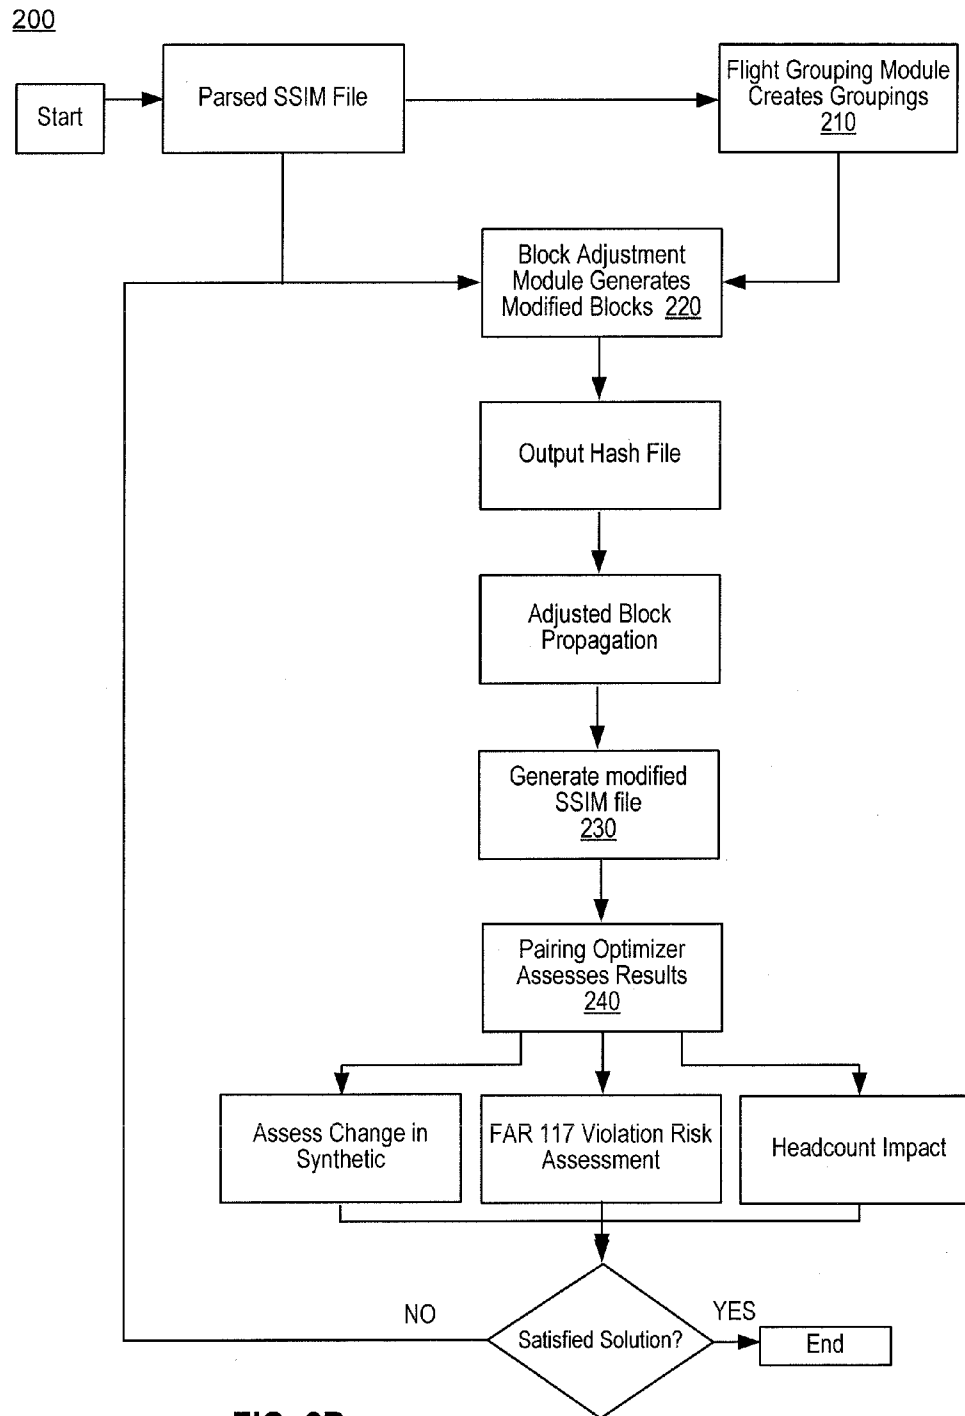 200
Start
Parsed SSIM File
Flight Grouping Module
Creates Groupings
210
Block Adjustment
Module Generates
Modified Blocks 220
Output Hash File
Adjusted Block
Propagation
Generate modified
SSIM file
230
Pairing Optimizer
Assesses Results
240
Assess Change in
Synthetic
FAR 117 Violation Risk
Assessment
Headcount Impact
NO
YES
Satisfied Solution?
End